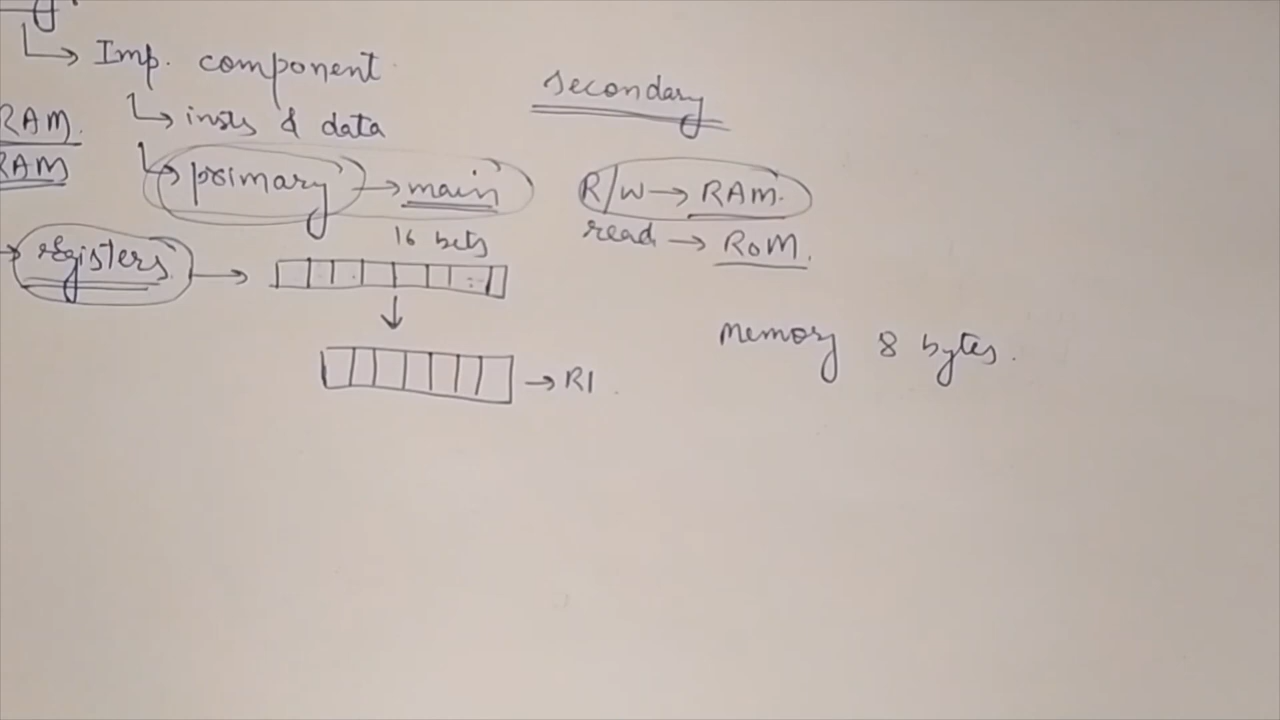 Imp. component
secondary
RAM.
insts & data
RAM
primary → main
R/W → RAM.
16 bits
read → ROM.
→ registers →
memory 8 bytes.
→ R1